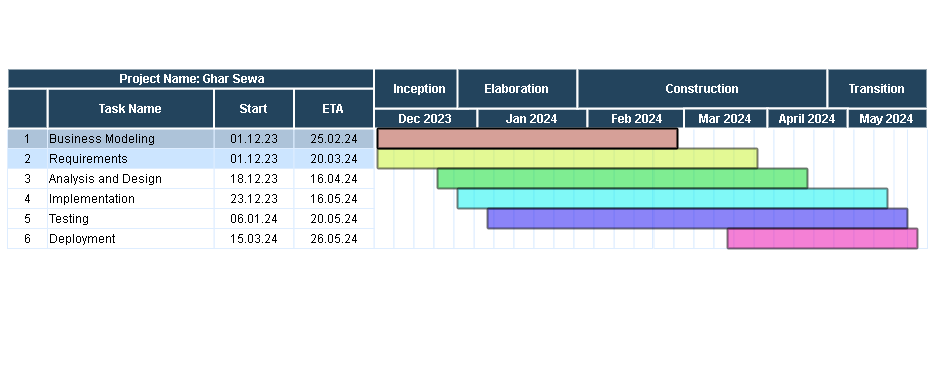 Project Name: Ghar Sewa
Inception Elaboration Construction Transition
Task Name Start ETA
Dec 2023 Jan 2024 Feb 2024 Mar 2024 April 2024 May 2024
1 Business Modeling 01.12.23 25.02.24
2 Requirements 01.12.23 20.03.24
3 Analysis and Design 18.12.23 16.04.24
4 Implementation 23.12.23 16.05.24
5 Testing 06.01.24 20.05.24
6 Deployment 15.03.24 26.05.24